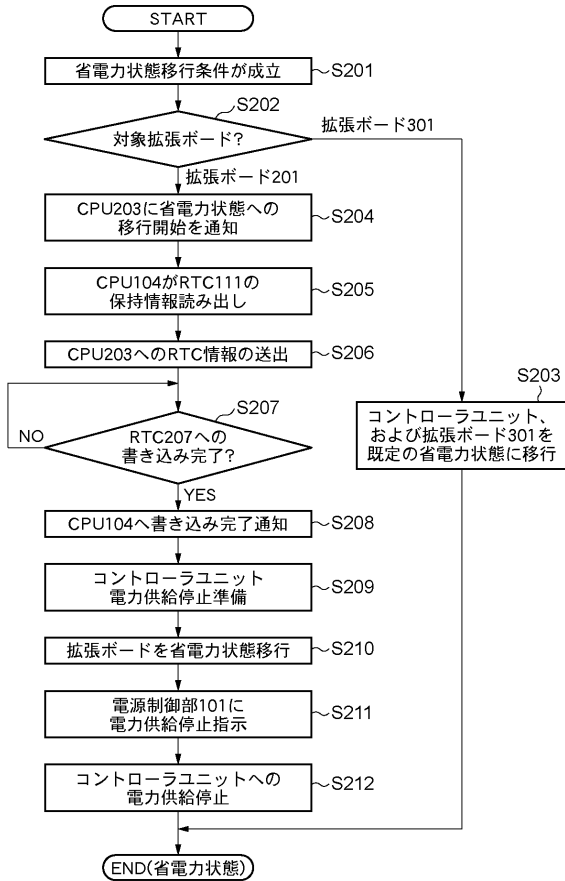 START
省電力状態移行条件が成立
S201
S202
対象拡張ボード?
拡張ボード301
拡張ボード201
CPU203に省電力状態への
移行開始を通知
S204
CPU104がRTC111の
保持情報読み出し
S205
CPU203へのRTC情報の送出
S206
S203
コントローラユニット、
および拡張ボード301を
既定の省電力状態に移行
S207
NO
RTC207への
書き込み完了?
YES
CPU104へ書き込み完了通知
S208
コントローラユニット
電力供給停止準備
S209
拡張ボードを省電力状態移行
S210
電源制御部101に
電力供給停止指示
S211
コントローラユニットへの
電力供給停止
S212
END(省電力状態)